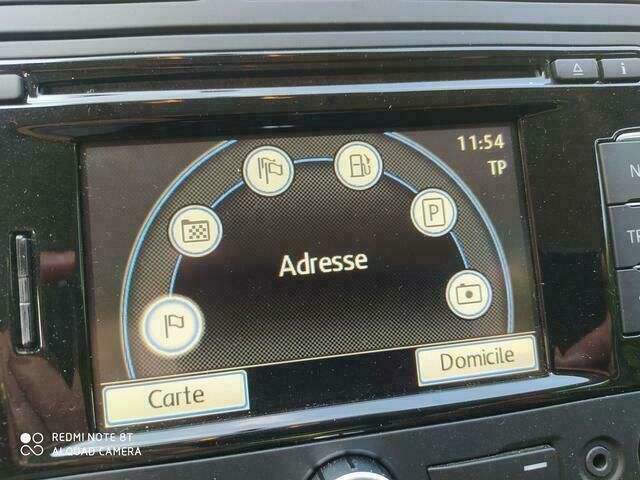 11:54
TP
P
Adresse
Carte
Domicile
REDMI NOTE 8T
AI QUAD CAMERA